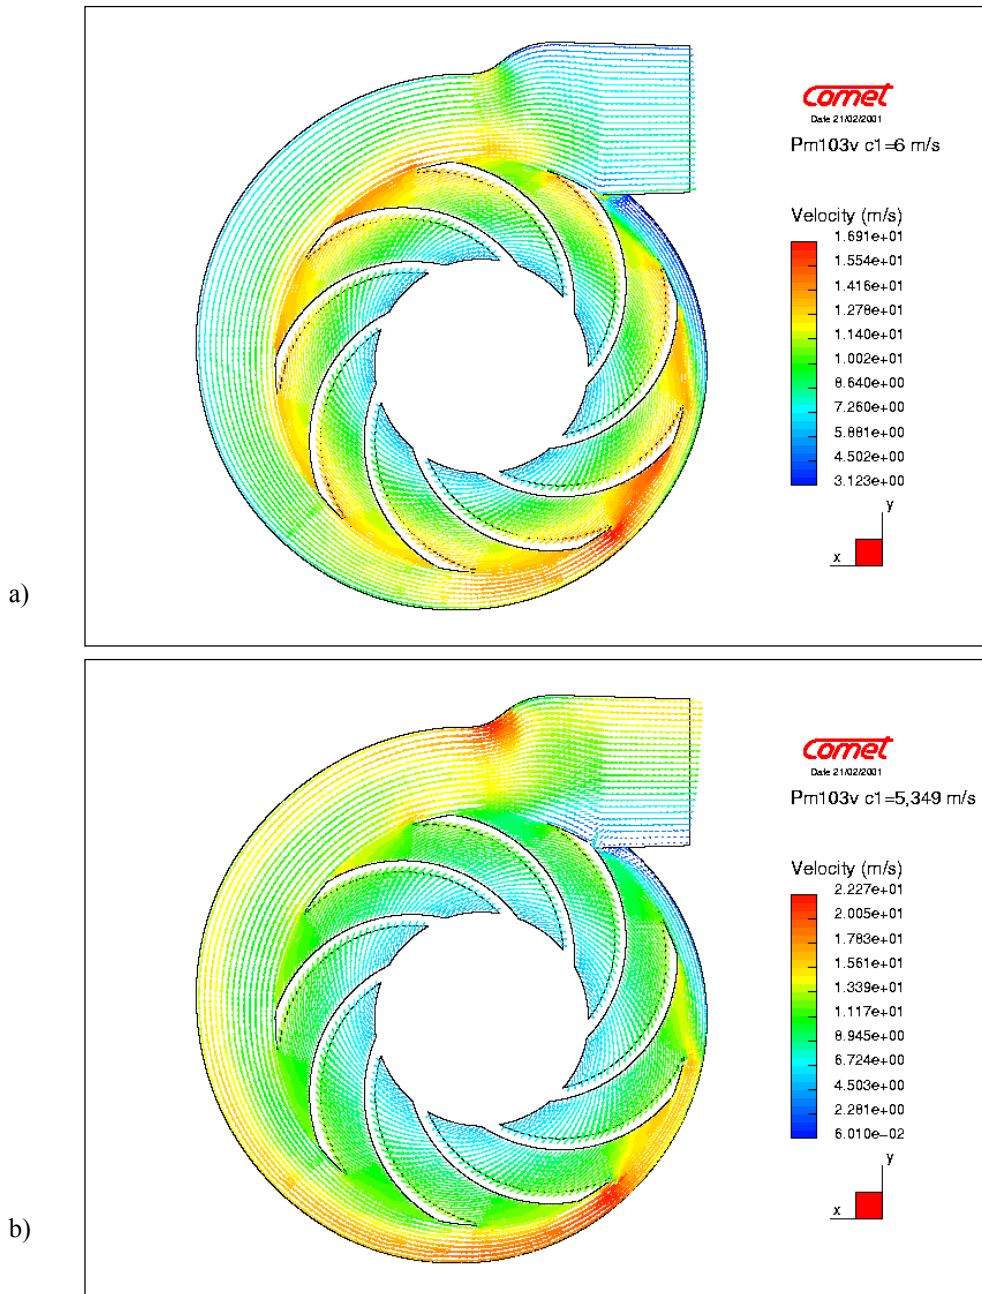 Comet
Date 21/02/2001
Pm103v c1=6 m/s
Velocity (m/s)
1.691e+01
1.554e+01
1.416e+01
1.278e+01
1.140e+01
1.002e+01
8.640e+00
7.260e+00
5.881e+00
4.502e+00
3.123e+00
y
x
a)
Comet
Date 21/02/2001
Pm103v c1=5,349 m/s
Velocity (m/s)
2.227e+01
2.005e+01
1.783e+01
1.561e+01
1.339e+01
1.117e+01
8.945e+00
6.724e+00
4.503e+00
2.281e+00
6.010e-02
y
x
b)